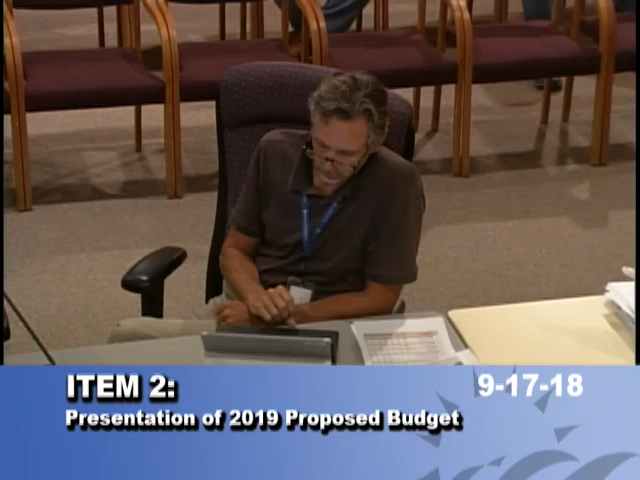 ITEM 2:
9-17-18
Presentation of 2019 Proposed Budget